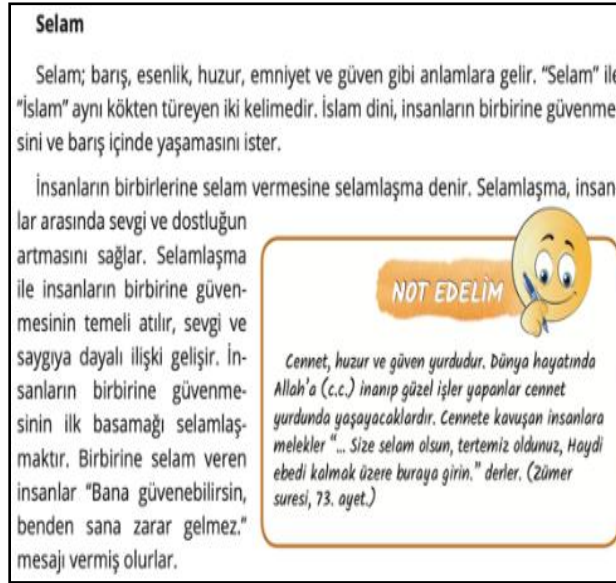 Selam
Selam; barış, esenlik, huzur, emniyet ve güven gibi anlamlara gelir. “Selam” ile
“İslam” aynı kökten türeyen iki kelimedir. İslam dini, insanların birbirine güvenme-
sini ve barış içinde yaşamasını ister.
İnsanların birbirlerine selam vermesine selamlaşma denir. Selamlaşma, insan-
lar arasında sevgi ve dostluğun
artmasını sağlar. Selamlaşma
ile insanların birbirine güven-
mesinin temeli atılır, sevgi ve
saygıya dayalı ilişki gelişir. İn-
sanların birbirine güvenme-
sinin ilk basamağı selamlaş-
maktır. Birbirine selam veren
insanlar “Bana güvenebilirsin,
benden sana zarar gelmez.”
mesajı vermiş olurlar.
NOT EDELİM
Cennet, huzur ve güven yurdudur. Dünya hayatında
Allah’a (c.c.) inanıp güzel işler yapanlar cennet
yurdunda yaşayacaklardır. Cennete kavuşan insanlara
melekler “... Size selam olsun, tertemiz oldunuz, Haydi
ebedi kalmak üzere buraya girin.” derler. (Zümer
suresi, 73. ayet.)